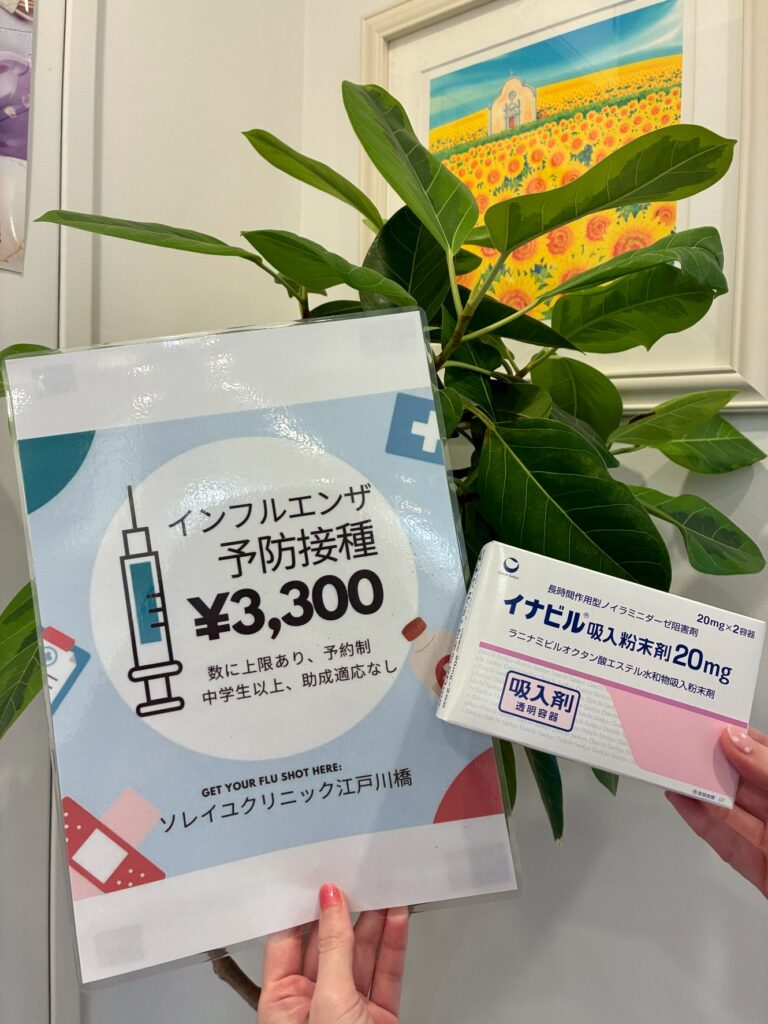 インフルエンザ
予防接種
¥3,300
数に上限あり、予約制
中学生以上、助成適応なし
GET YOUR FLU SHOT HERE:
ソレイユクリニック江戸川橋
Daiichi-Sankyo
長時間作用型ノイラミニダーゼ阻害剤
20mg×2容器
イナビル®吸入粉末剤20mg
ラニナミビルオクタン酸エステル水和物吸入粉末剤
吸入剤
透明容器